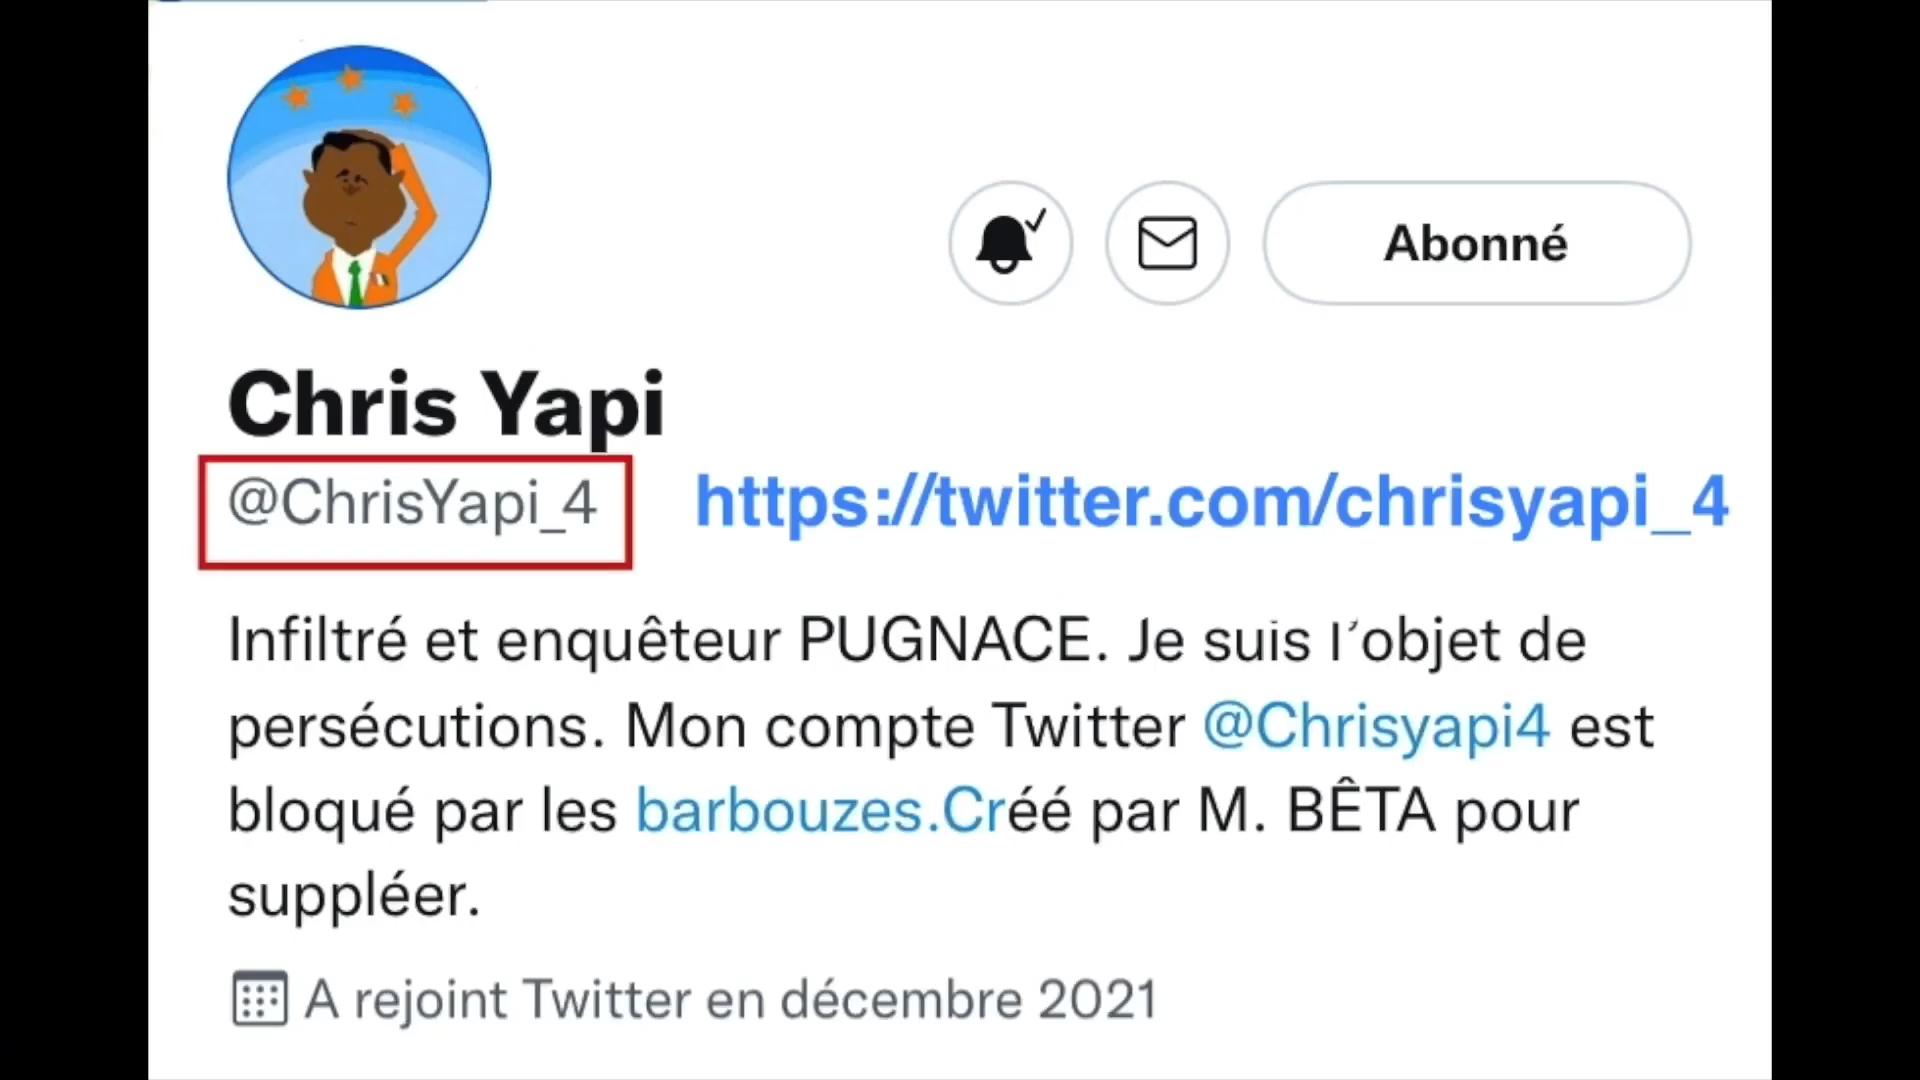 Abonné
Chris Yapi
@ChrisYapi_4 https://twitter.com/chrisyapi_4
Infiltré et enquêteur PUGNACE. Je suis l’objet de
persécutions. Mon compte Twitter @Chrisyapi4 est
bloqué par les barbouzes.Créé par M. BÊTA pour
suppléer.
A rejoint Twitter en décembre 2021